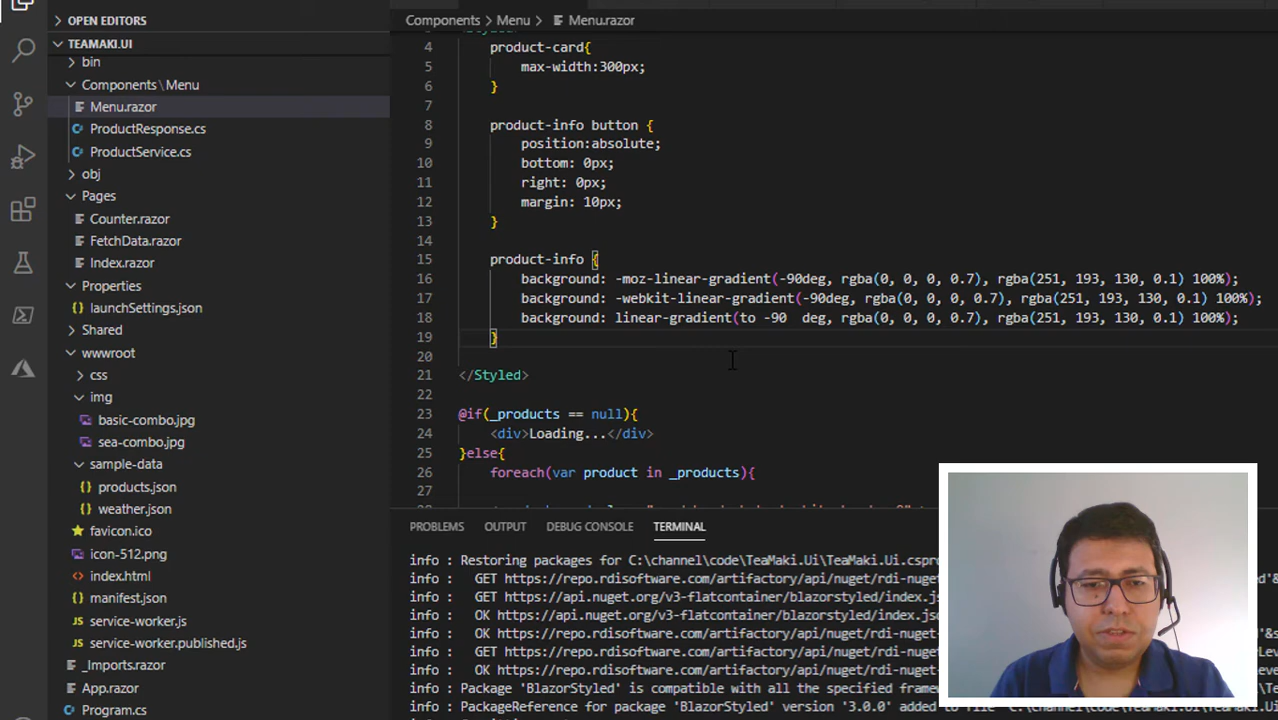 OPEN EDITORS
TEAMAKI.UI
bin
Components\Menu
Menu.razor
ProductResponse.cs
ProductService.cs
obj
Pages
Counter.razor
FetchData.razor
Index.razor
Properties
launchSettings.json
Shared
wwwroot
css
img
basic-combo.jpg
sea-combo.jpg
sample-data
products.json
weather.json
favicon.ico
icon-512.png
index.html
manifest.json
service-worker.js
service-worker.published.js
_Imports.razor
App.razor
Program.cs
Components > Menu > Menu.razor
4 product-card{
5 max-width:300px;
6 }
7
8 product-info button {
9 position:absolute;
10 bottom: 0px;
11 right: 0px;
12 margin: 10px;
13 }
14
15 product-info {
16 background: -moz-linear-gradient(-90deg, rgba(0, 0, 0, 0.7), rgba(251, 193, 130, 0.1) 100%);
17 background: -webkit-linear-gradient(-90deg, rgba(0, 0, 0, 0.7), rgba(251, 193, 130, 0.1) 100%);
18 background: linear-gradient(to -90  deg, rgba(0, 0, 0, 0.7), rgba(251, 193, 130, 0.1) 100%);
19 }
20
21 </Styled>
22
23 @if(_products == null){
24 <div>Loading...</div>
25 }else{
26 foreach(var product in _products){
27
PROBLEMS OUTPUT DEBUG CONSOLE TERMINAL
info : Restoring packages for C:\channel\code\TeaMaki.Ui\TeaMaki.Ui.cspro
info : GET https://repo.rdisoftware.com/artifactory/api/nuget/rdi-nuget
info : GET https://api.nuget.org/v3-flatcontainer/blazorstyled/index.js
info : OK https://api.nuget.org/v3-flatcontainer/blazorstyled/index.js
info : OK https://repo.rdisoftware.com/artifactory/api/nuget/rdi-nuget
info : GET https://repo.rdisoftware.com/artifactory/api/nuget/rdi-nuget
info : OK https://repo.rdisoftware.com/artifactory/api/nuget/rdi-nuget
info : Package 'BlazorStyled' is compatible with all the specified framew
info : PackageReference for package 'BlazorStyled' version '3.0.0' added to file